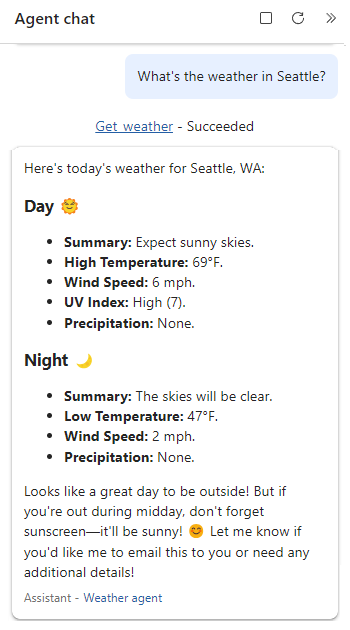 Agent chat
What's the weather in Seattle?
Get weather - Succeeded
Here's today's weather for Seattle, WA:
Day 🌞
• Summary: Expect sunny skies.
• High Temperature: 69°F.
• Wind Speed: 6 mph.
• UV Index: High (7).
• Precipitation: None.
Night 🌙
• Summary: The skies will be clear.
• Low Temperature: 47°F.
• Wind Speed: 2 mph.
• Precipitation: None.
Looks like a great day to be outside! But if
you're out during midday, don't forget
sunscreen—it'll be sunny! 😊 Let me know if
you'd like me to email this to you or need any
additional details!
Assistant - Weather agent